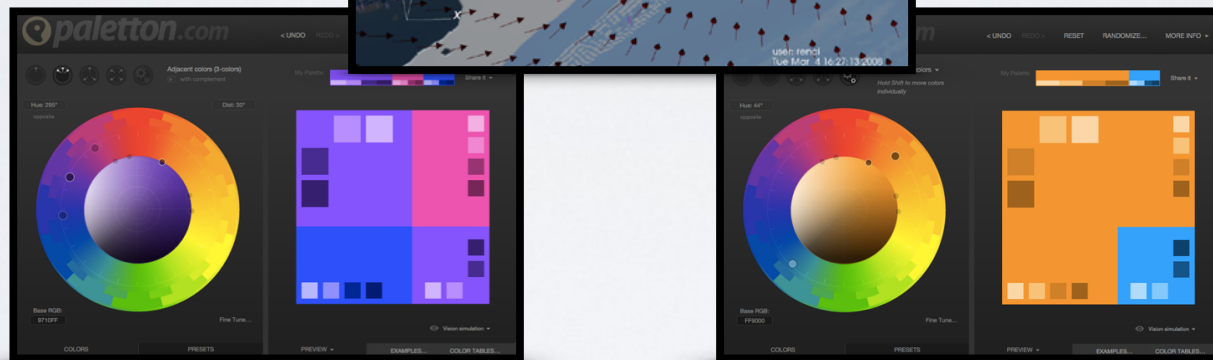 paletton.com
< UNDO REDO >
Adjacent colors (3-colors)
with complement
My Palette:
Share it
Hue: 295°
opposite
Dist: 30°
Base RGB:
9710FF
Fine Tune...
Vision simulation
COLORS
PRESETS
PREVIEW
EXAMPLES...
COLOR TABLES...
X
user: renci
Tue Mar 4 16:27:13 2008
m
< UNDO REDO >
RESET
RANDOMIZE...
MORE INFO
colors
Hold Shift to move colors
individually
My Palette:
Share it
Hue: 44°
opposite
Base RGB:
FF9000
Fine Tune...
Vision simulation
COLORS
PRESETS
PREVIEW
EXAMPLES...
COLOR TABLES...